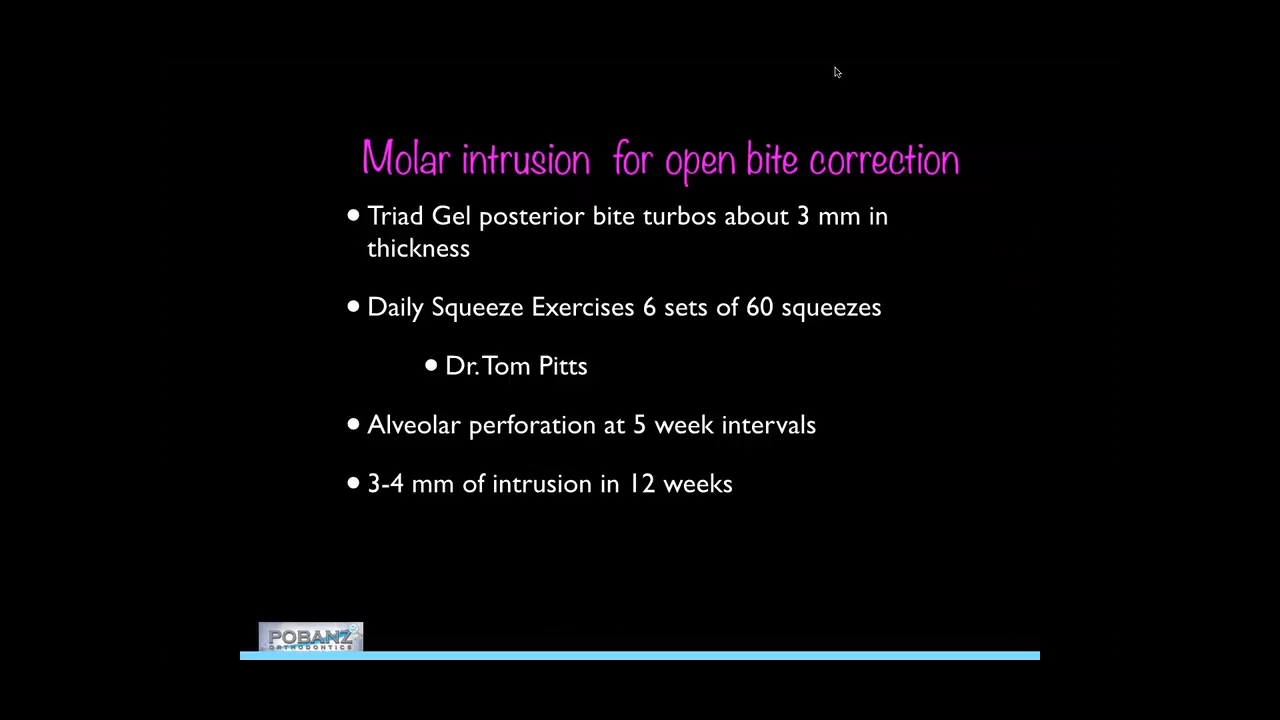 Molar intrusion for open bite correction
• Triad Gel posterior bite turbos about 3 mm in
thickness
• Daily Squeeze Exercises 6 sets of 60 squeezes
• Dr. Tom Pitts
• Alveolar perforation at 5 week intervals
• 3-4 mm of intrusion in 12 weeks
POBANZ
ORTHODONTICS